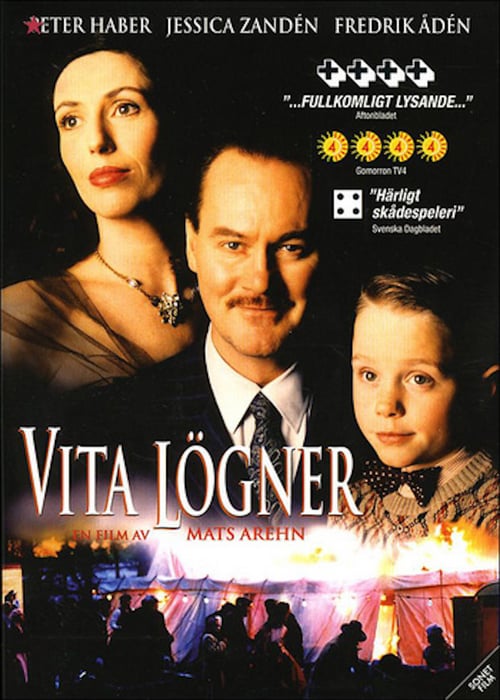 PETER HABER JESSICA ZANDÉN FREDRIK ÅDÉN
"...FULLKOMLIGT LYSANDE..."
Aftonbladet
4 4 4 4
Gomorron TV4
"Härligt
skådespeleri"
Svenska Dagbladet
VITA LÖGNER
EN FILM AV MATS AREHN
SONET
FILM